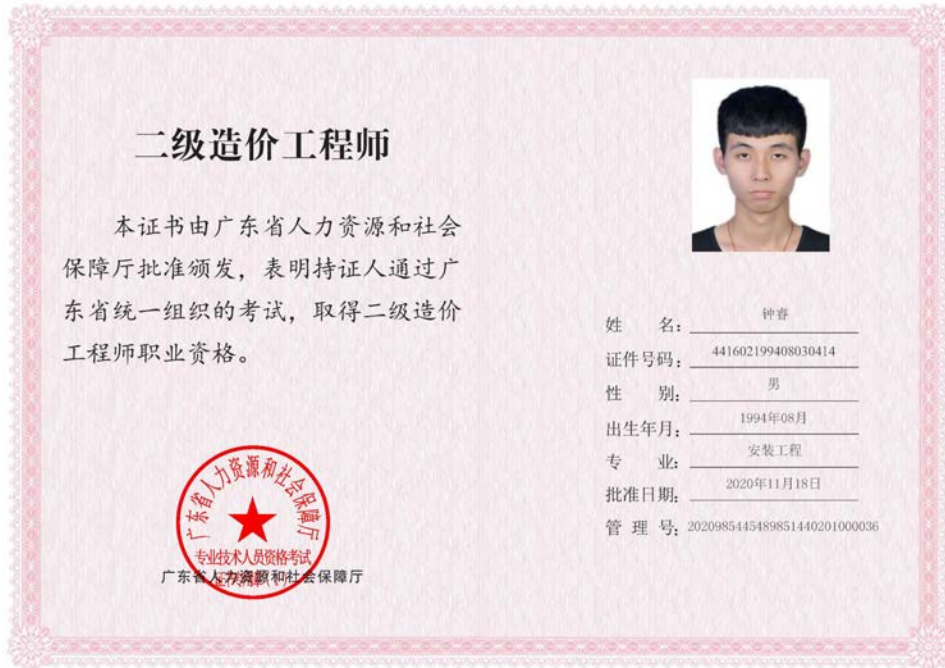 二级造价工程师
本证书由广东省人力资源和社会
保障厅批准颁发，表明持证人通过广
东省统一组织的考试，取得二级造价
工程师职业资格。
姓 名： 钟睿
证件号码： 441602199408030414
性 别： 男
出生年月： 1994年08月
专 业： 安装工程
批准日期： 2020年11月18日
管 理 号： 2020985445489851440201000036
广东省人力资源和社会保障厅
专业技术人员资格考试
广东省人力资源和社会保障厅